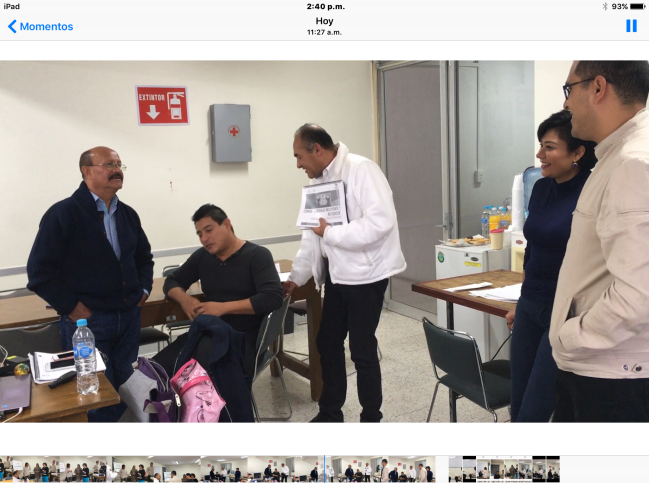 iPad
2:40 p.m.
93%
Momentos
Hoy
11:27 a.m.
EXTINTOR